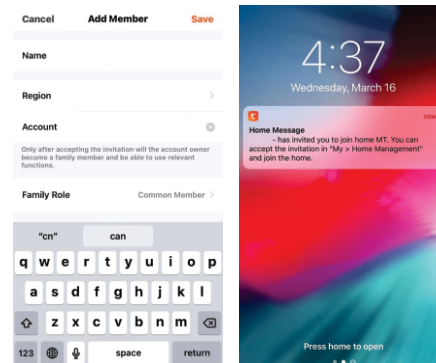 Cancel Add Member Save
Name
Region
Account
Only after accepting the invitation will the account owner
become a family member and be able to use relevant
functions.
Family Role Common Member
"cn" can
q w e r t y u i o p
a s d f g h j k l
z x c v b n m
123 space return
4:37
Wednesday, March 16
now
Home Message
- has invited you to join home MT. You can
accept the invitation in "My > Home Management"
and join the home.
Press home to open